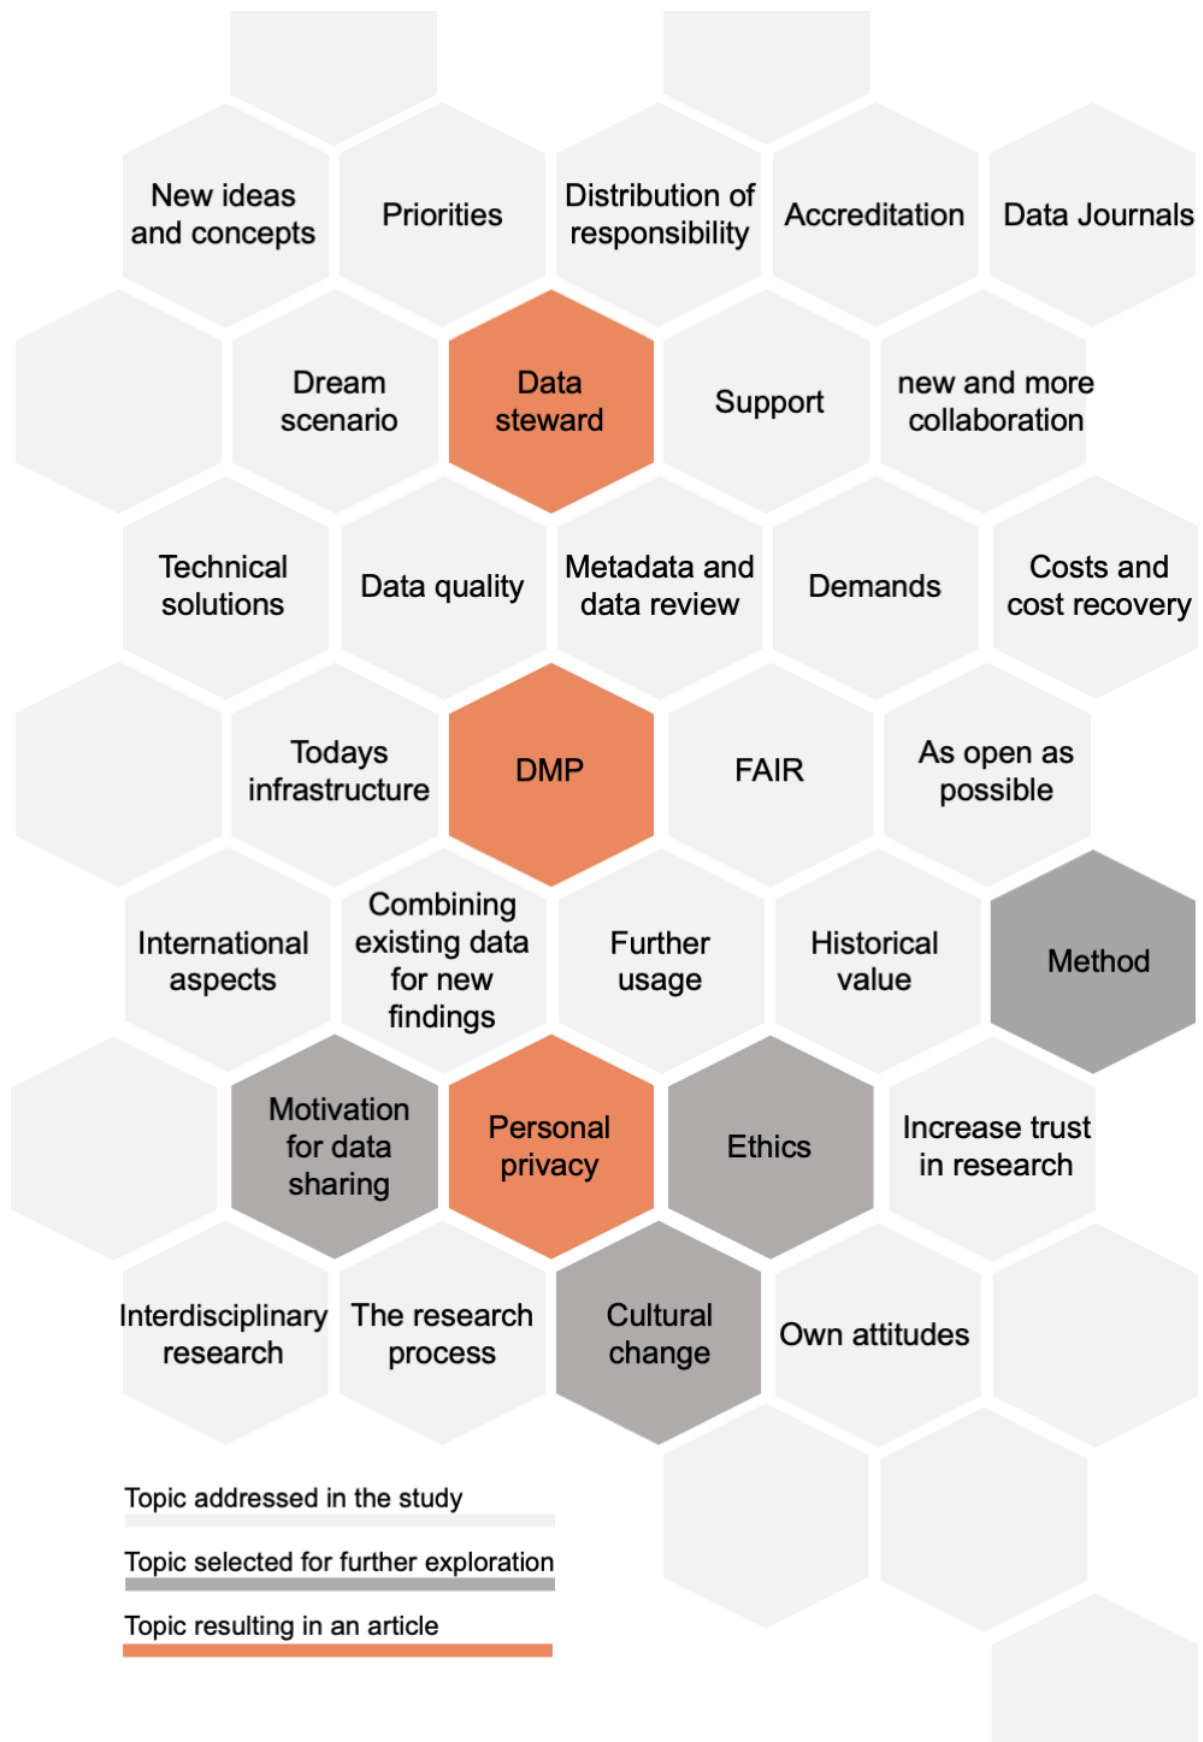 New ideas
and concepts
Priorities
Distribution of
responsibility
Accreditation
Data Journals
Dream
scenario
Data
steward
Support
new and more
collaboration
Technical
solutions
Data quality
Metadata and
data review
Demands
Costs and
cost recovery
Todays
infrastructure
DMP
FAIR
As open as
possible
International
aspects
Combining
existing data
for new
findings
Further
usage
Historical
value
Method
Motivation
for data
sharing
Personal
privacy
Ethics
Increase trust
in research
Interdisciplinary
research
The research
process
Cultural
change
Own attitudes
Topic addressed in the study
Topic selected for further exploration
Topic resulting in an article